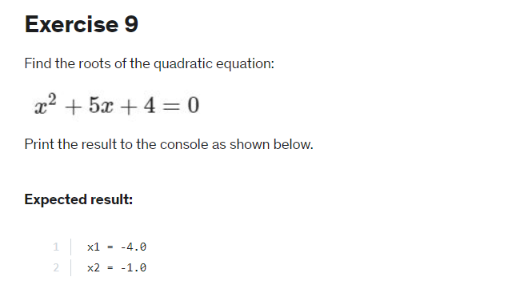 Exercise 9
Find the roots of the quadratic equation:
x² + 5x + 4 = 0
Print the result to the console as shown below.
Expected result:
1 x1 = -4.0
2 x2 = -1.0